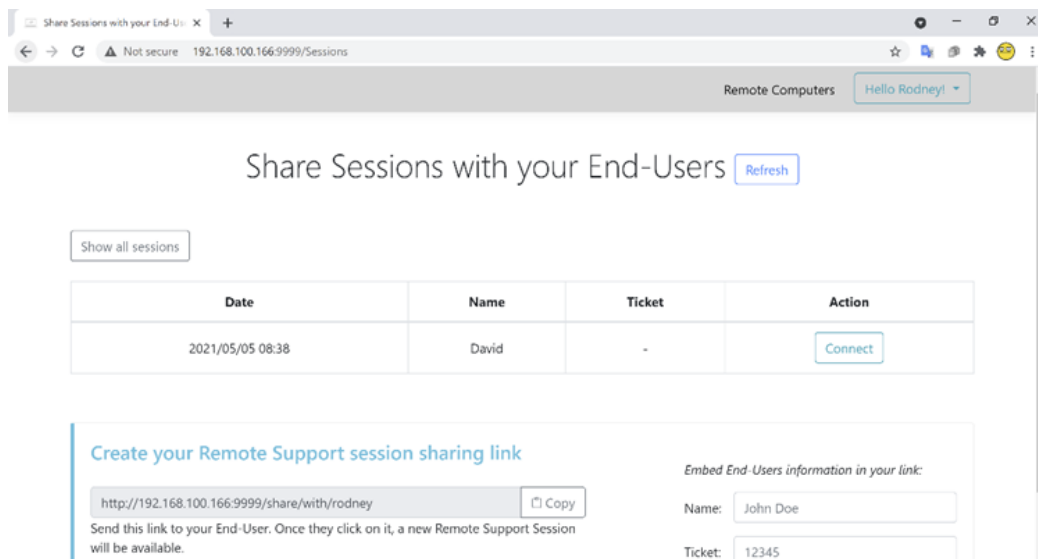 Share Sessions with your End-Us
Not secure 192.168.100.166:9999/Sessions
Remote Computers Hello Rodney!
Share Sessions with your End-Users Refresh
Show all sessions
Date Name Ticket Action
2021/05/05 08:38 David - Connect
Create your Remote Support session sharing link
Embed End-Users information in your link:
http://192.168.100.166:9999/share/with/rodney Copy
Name: John Doe
Send this link to your End-User. Once they click on it, a new Remote Support Session
will be available.
Ticket: 12345